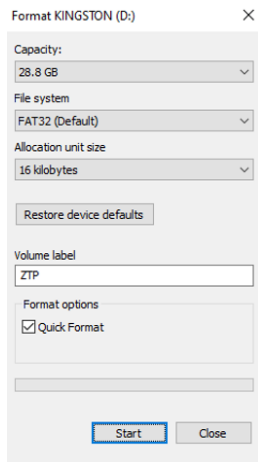 Format KINGSTON (D:)
Capacity:
28.8 GB
File system
FAT32 (Default)
Allocation unit size
16 kilobytes
Restore device defaults
Volume label
ZTP
Format options
Quick Format
Start Close